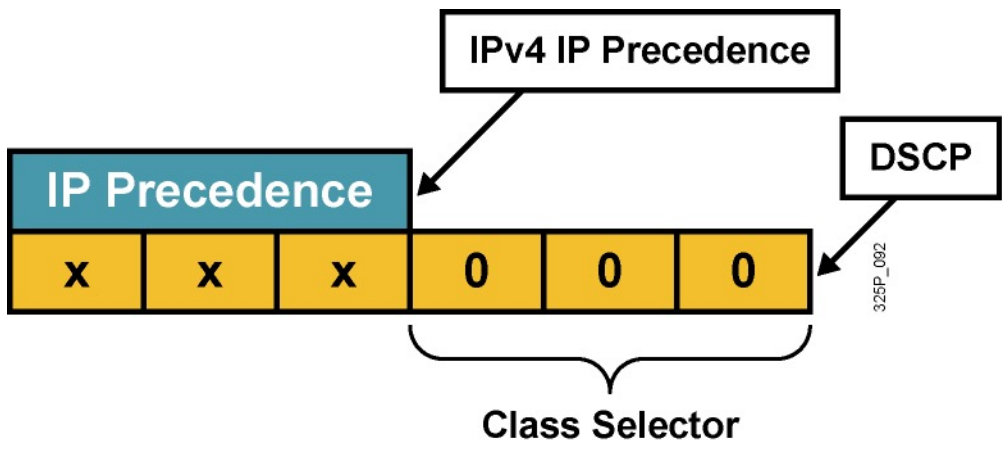 IPv4 IP Precedence
DSCP
IP Precedence
x x x 0 0 0
325P_092
Class Selector